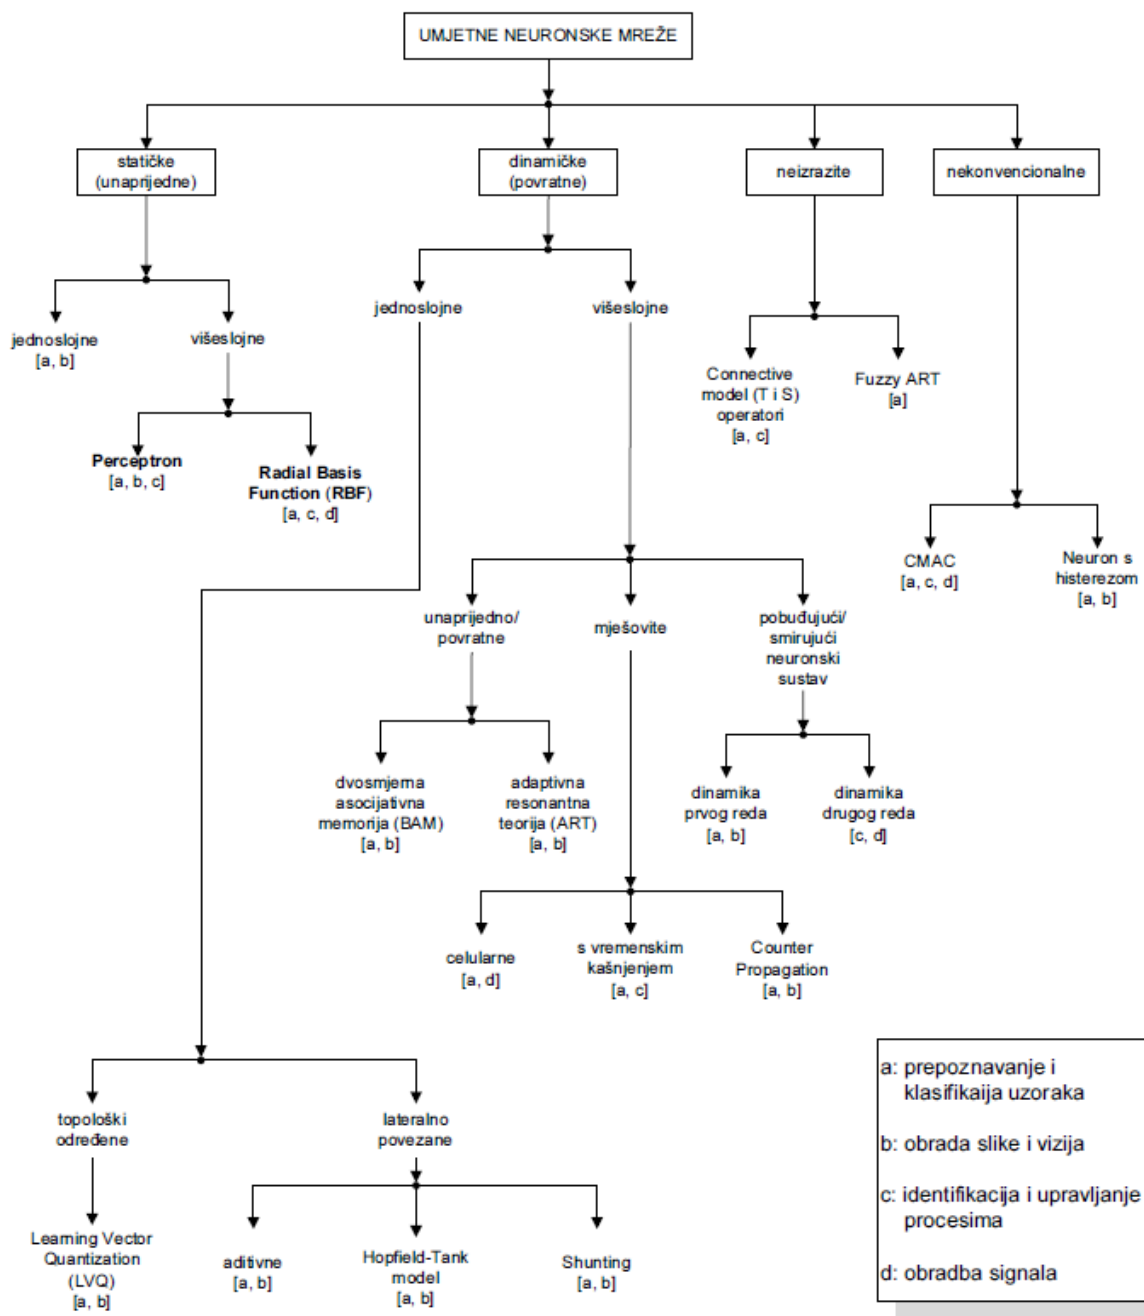 UMJETNE NEURONSKE MREŽE
statičke
(unaprijedne)
dinamičke
(povratne)
neizrazite
nekonvencionalne
jednoslojne
[a, b]
višeslojne
jednoslojne
višeslojne
Perceptron
[a, b, c]
Radial Basis
Function (RBF)
[a, c, d]
Connective
model (T i S)
operatori
[a, c]
Fuzzy ART
[a]
CMAC
[a, c, d]
Neuron s
histerezom
[a, b]
unaprijedno/
povratne
mješovite
pobuđujući/
smirujući
neuronski
sustav
dvosmjerna
asocijativna
memorija (BAM)
[a, b]
adaptivna
resonantna
teorija (ART)
[a, b]
dinamika
prvog reda
[a, b]
dinamika
drugog reda
[c, d]
celularne
[a, d]
s vremenskim
kašnjenjem
[a, c]
Counter
Propagation
[a, b]
topološki
određene
lateralno
povezane
Learning Vector
Quantization
(LVQ)
[a, b]
aditivne
[a, b]
Hopfield-Tank
model
[a, b]
Shunting
[a, b]
a: prepoznavanje i
klasifikaija uzoraka
b: obrada slike i vizija
c: identifikacija i upravljanje
procesima
d: obradba signala